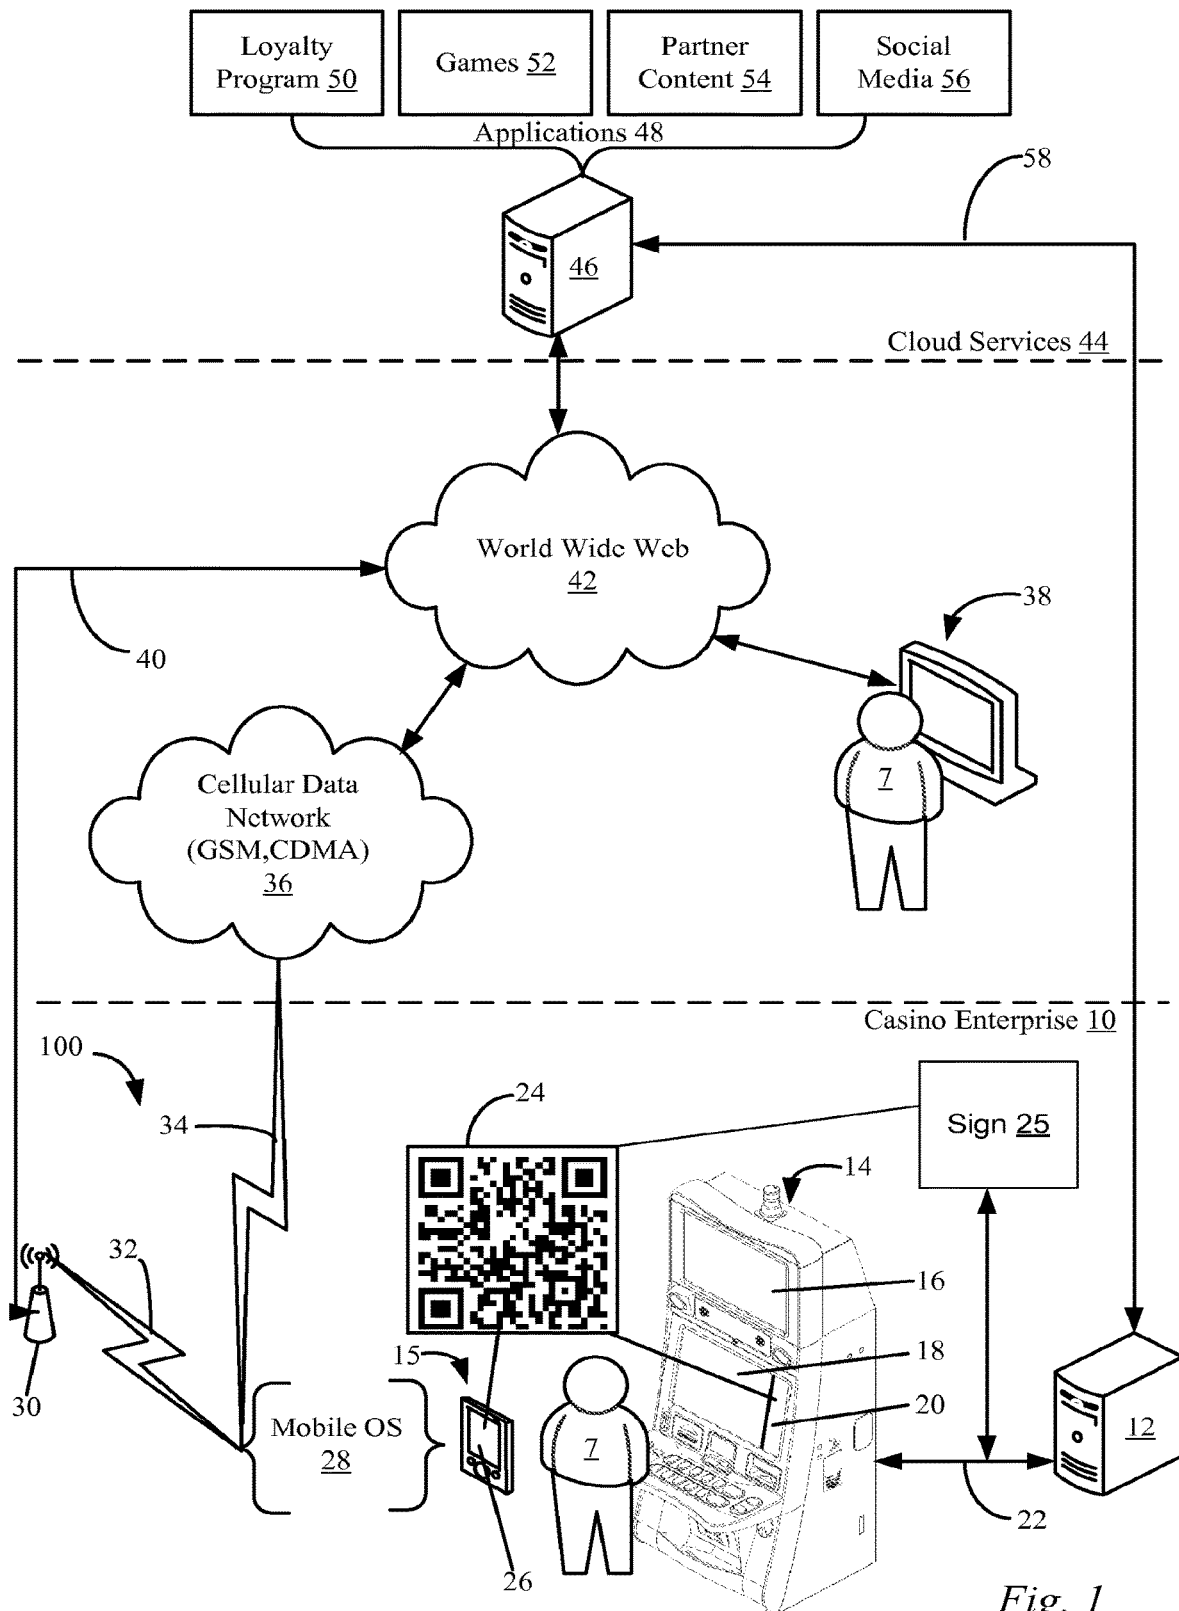 Loyalty
Program 50
Games 52
Partner
Content 54
Social
Media 56
Applications 48
58
46
Cloud Services 44
World Wide Web
42
38
40
Cellular Data
Network
(GSM,CDMA)
36
7
Casino Enterprise 10
100
24
Sign 25
34
14
32
16
18
15
20
30
Mobile OS
28
7
12
22
26
Fig. 1